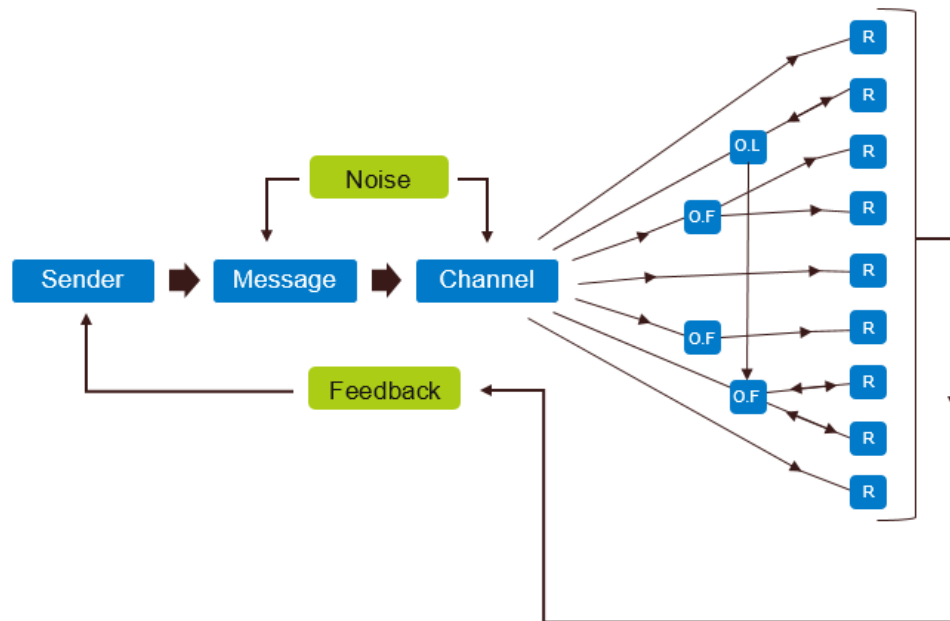 R
R
O.L
R
Noise
O.F
R
Sender
Message
Channel
R
O.F
R
Feedback
O.F
R
R
R